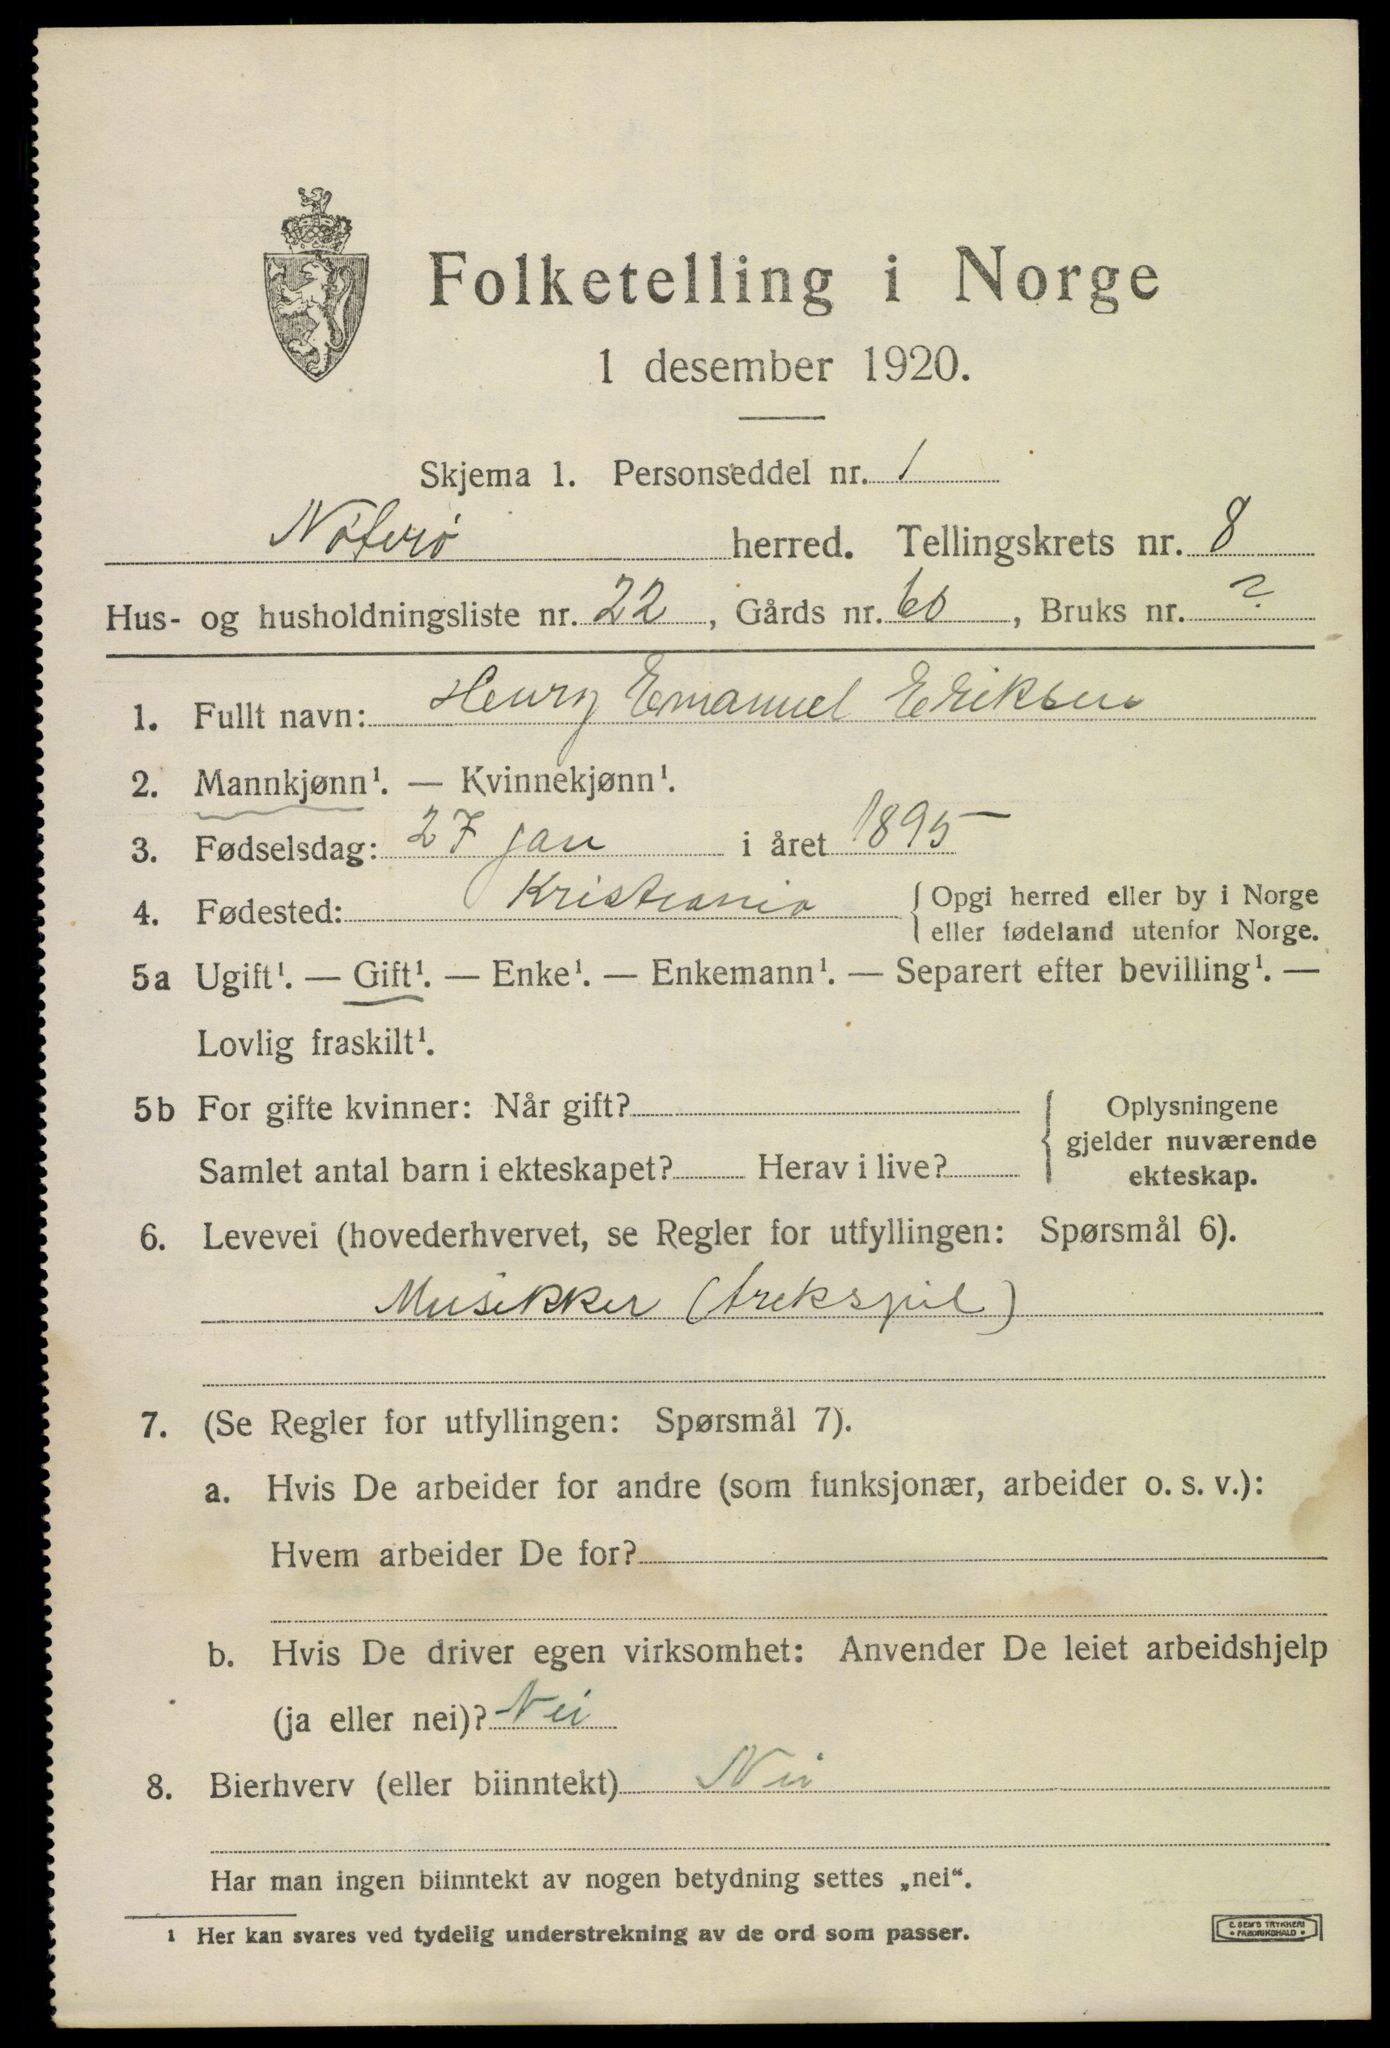 Folketelling i Norge
1 desember 1920.
Skjema 1. Personseddel nr. 1
Nøterø herred. Tellingskrets nr. 8
Hus- og husholdningsliste nr. 22, Gårds nr. 60, Bruks nr. ?
1. Fullt navn: Henry Emanuel Eriksen
2. Mannkjønn¹. — Kvinnekjønn¹.
3. Fødselsdag: 27 jan i året 1895
4. Fødested: Kristiania { Opgi herred eller by i Norge
eller fødeland utenfor Norge.
5a Ugift¹. — Gift¹. — Enke¹. — Enkemann¹. — Separert efter bevilling¹. —
Lovlig fraskilt¹.
5b For gifte kvinner: Når gift? { Oplysningene
gjelder nuværende
Samlet antal barn i ekteskapet? Herav i live? ekteskap.
6. Levevei (hovederhvervet, se Regler for utfyllingen: Spørsmål 6).
Musikker (Trekspil)
7. (Se Regler for utfyllingen: Spørsmål 7).
a. Hvis De arbeider for andre (som funksjonær, arbeider o. s. v.):
Hvem arbeider De for?
b. Hvis De driver egen virksomhet: Anvender De leiet arbeidshjelp
(ja eller nei)? Nei
8. Bierhverv (eller biinntekt) Nei
Har man ingen biinntekt av nogen betydning settes „nei“.
¹ Her kan svares ved tydelig understrekning av de ord som passer.
E. SEM'S TRYKKERI
• FREDRIKSHALD •